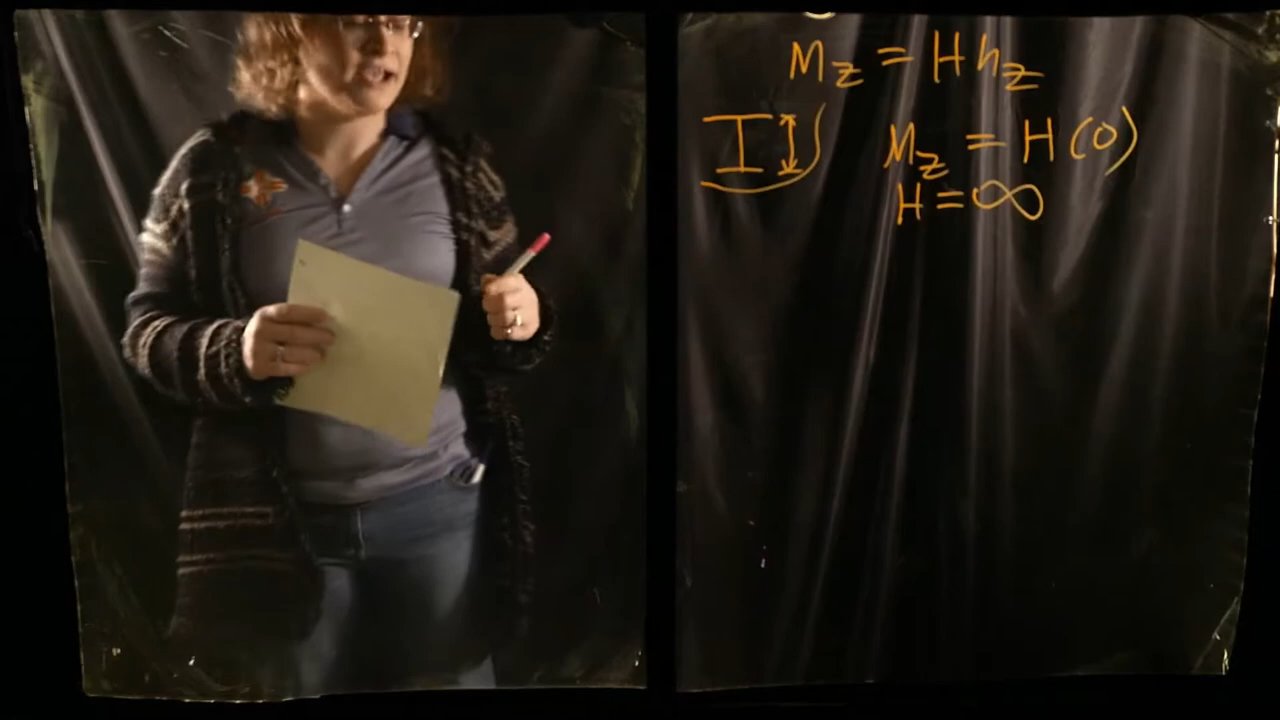 Mz = Hhz
Mz = H(0)
H = ∞